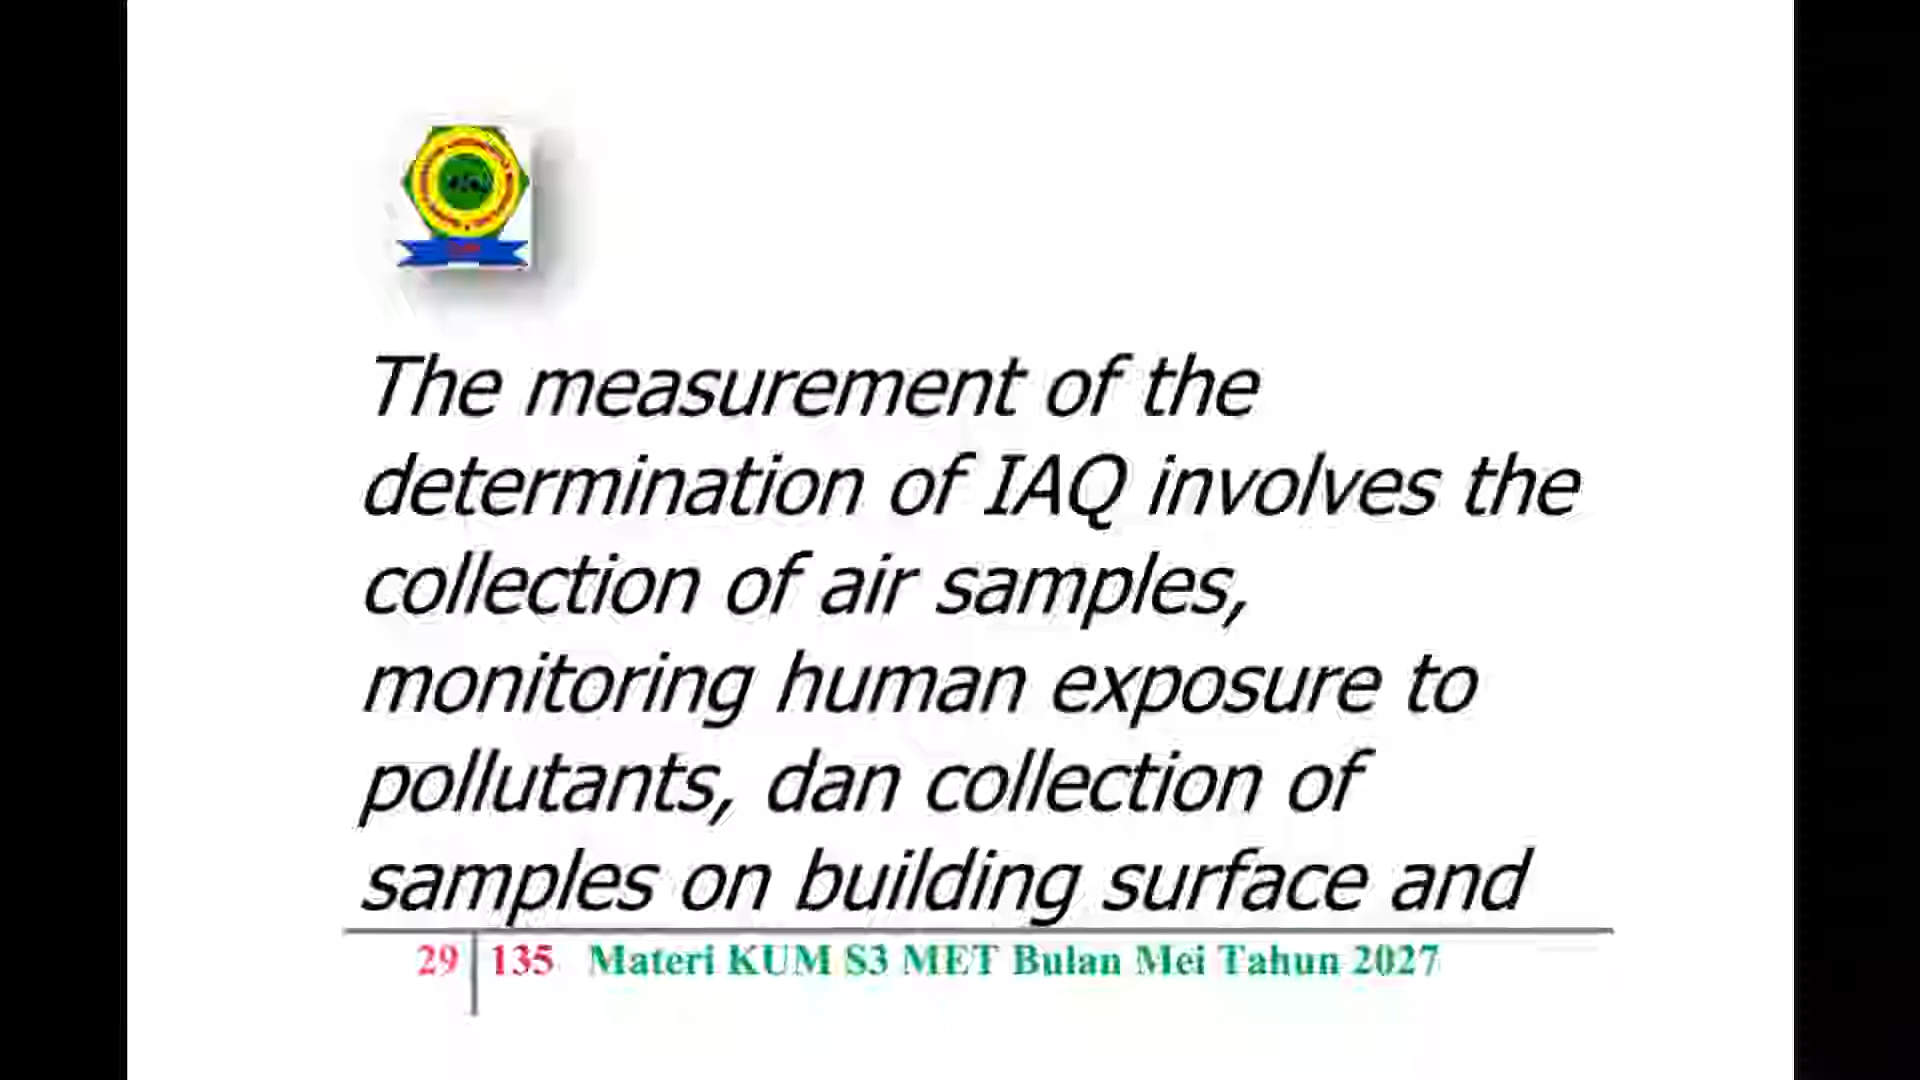 The measurement of the
determination of IAQ involves the
collection of air samples,
monitoring human exposure to
pollutants, dan collection of
samples on building surface and
29 135 Materi KUM S3 MET Bulan Mei Tahun 2027